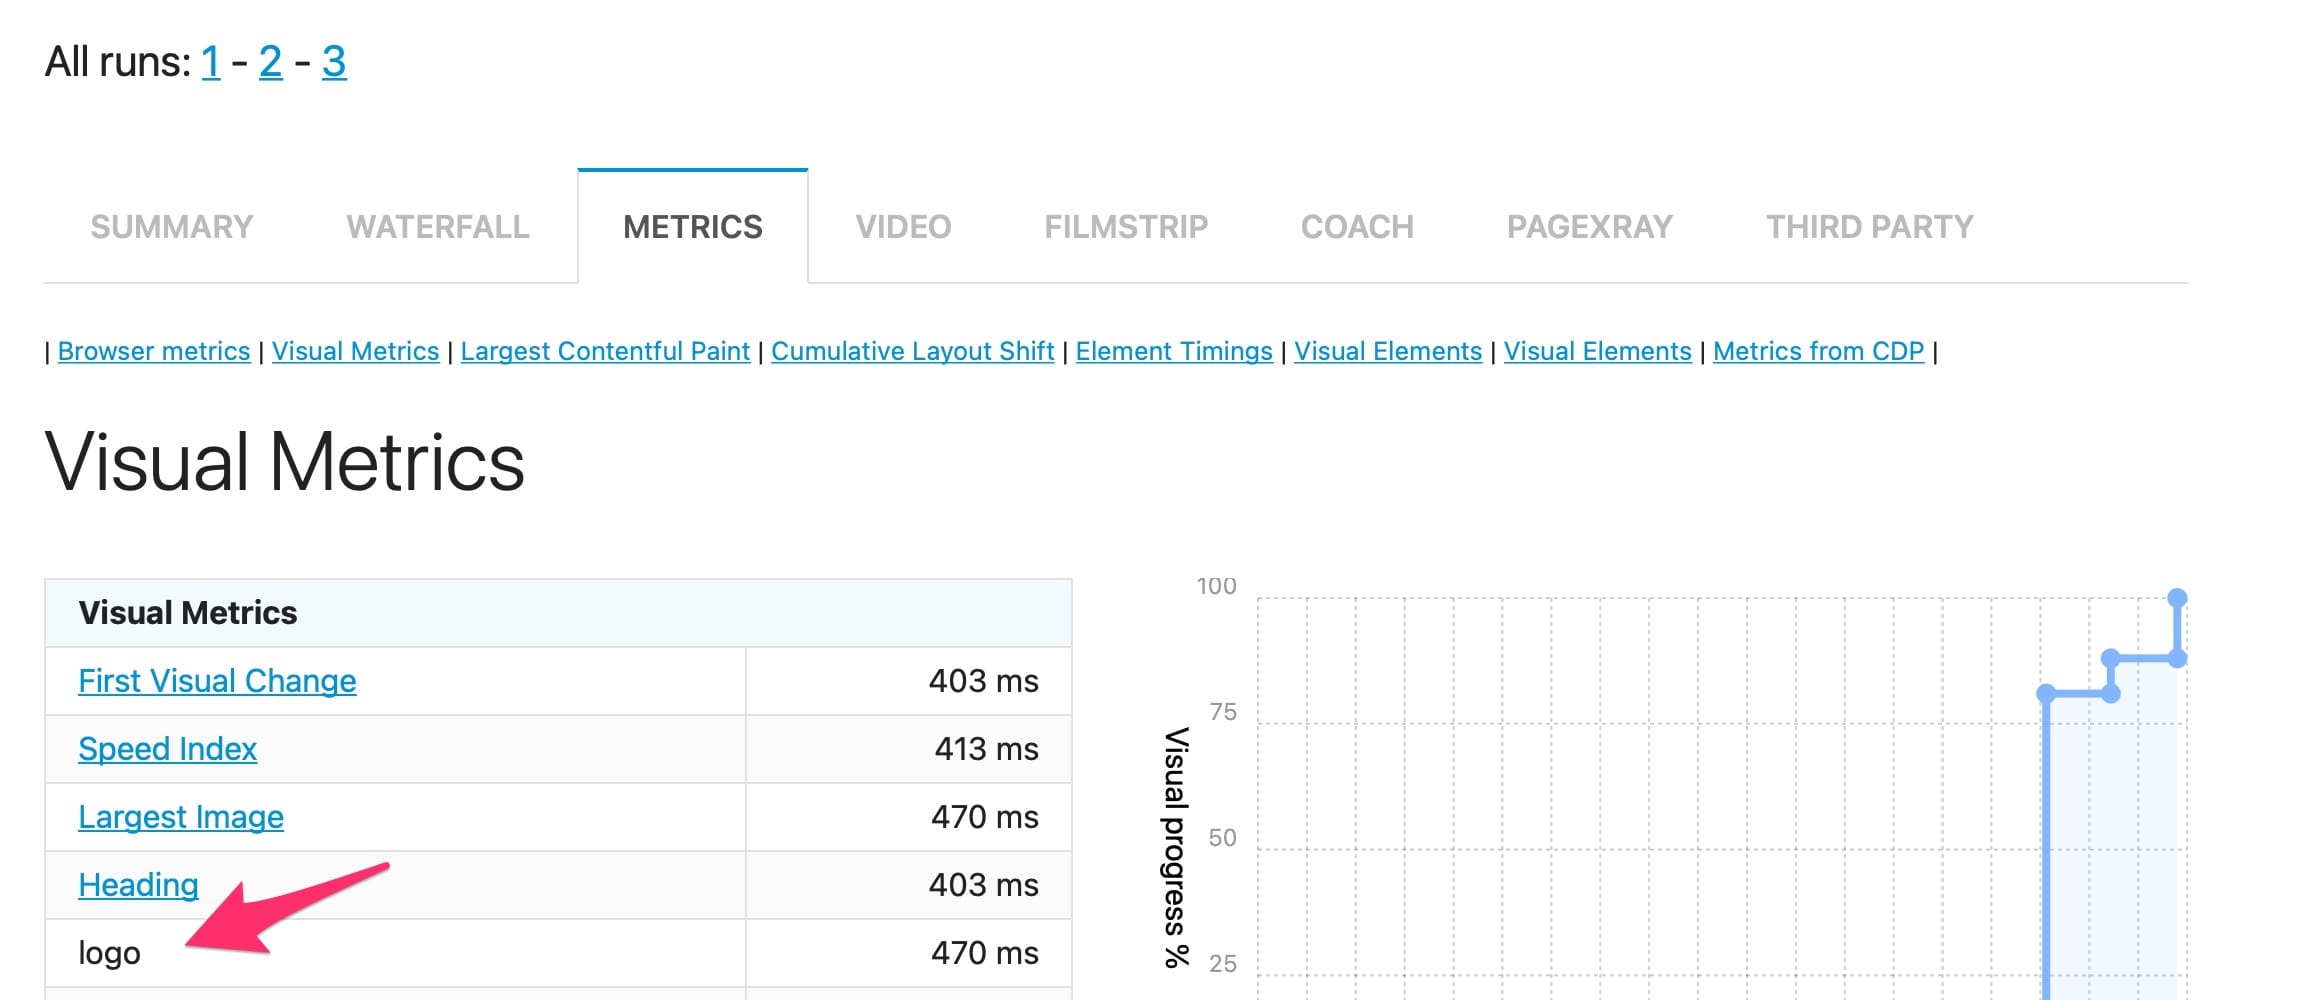 All runs: 1 - 2 - 3
SUMMARY WATERFALL METRICS VIDEO FILMSTRIP COACH PAGEXRAY THIRD PARTY
| Browser metrics | Visual Metrics | Largest Contentful Paint | Cumulative Layout Shift | Element Timings | Visual Elements | Visual Elements | Metrics from CDP |
Visual Metrics
Visual Metrics
First Visual Change 403 ms
Speed Index 413 ms
Largest Image 470 ms
Heading 403 ms
logo 470 ms
Visual progress %
100
75
50
25